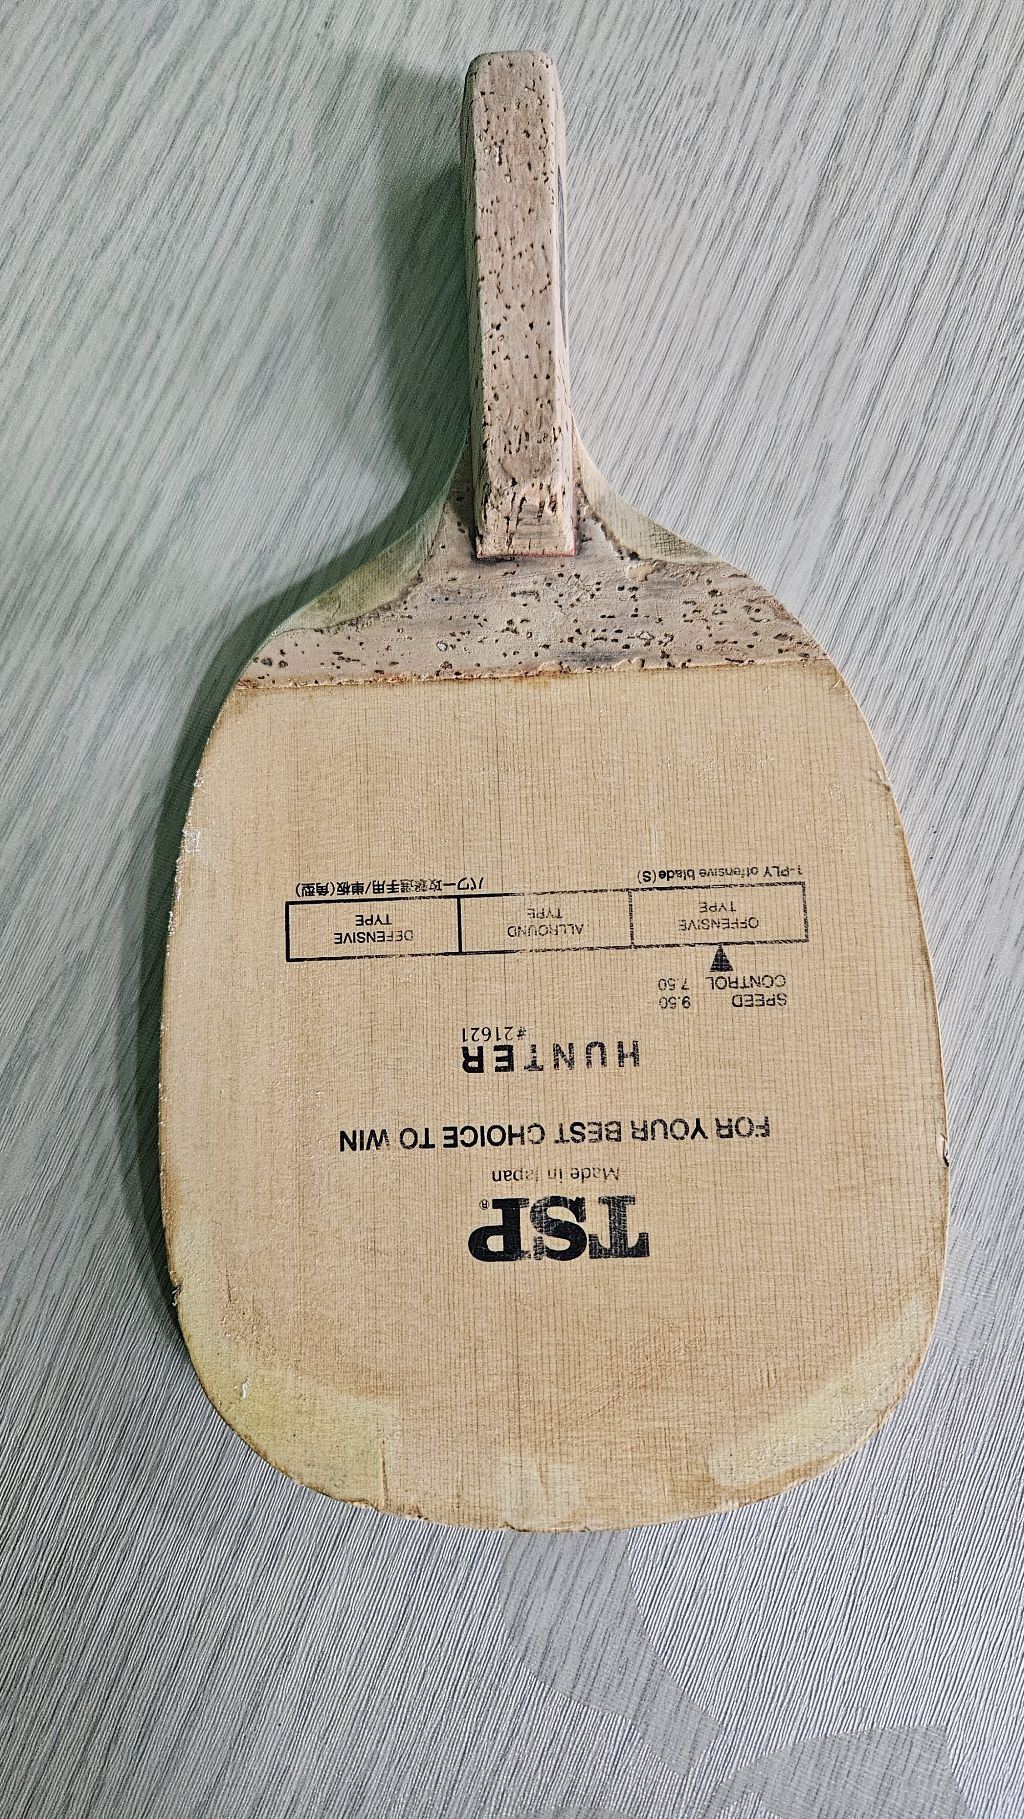 TSP®
Made in Japan
FOR YOUR BEST CHOICE TO WIN
HUNTER
#21621
SPEED 9.50
CONTROL 7.50
OFFENSIVE TYPE
ALLROUND TYPE
DEFENSIVE TYPE
1-PLY offensive blade(S)
パワー攻撃選手用/単板(角型)